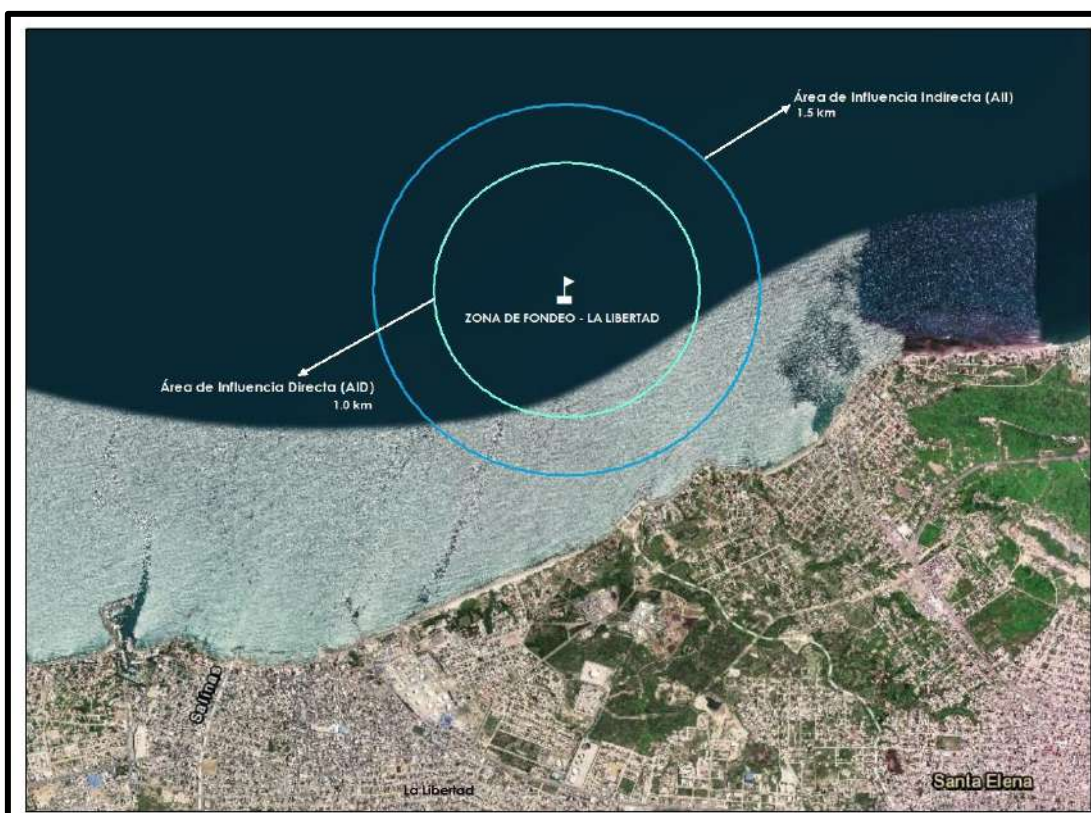 Área de Influencia Indirecta (AII)
1.5 km
ZONA DE FONDEO - LA LIBERTAD
Área de Influencia Directa (AID)
1.0 km
Salinas
La Libertad
Santa Elena